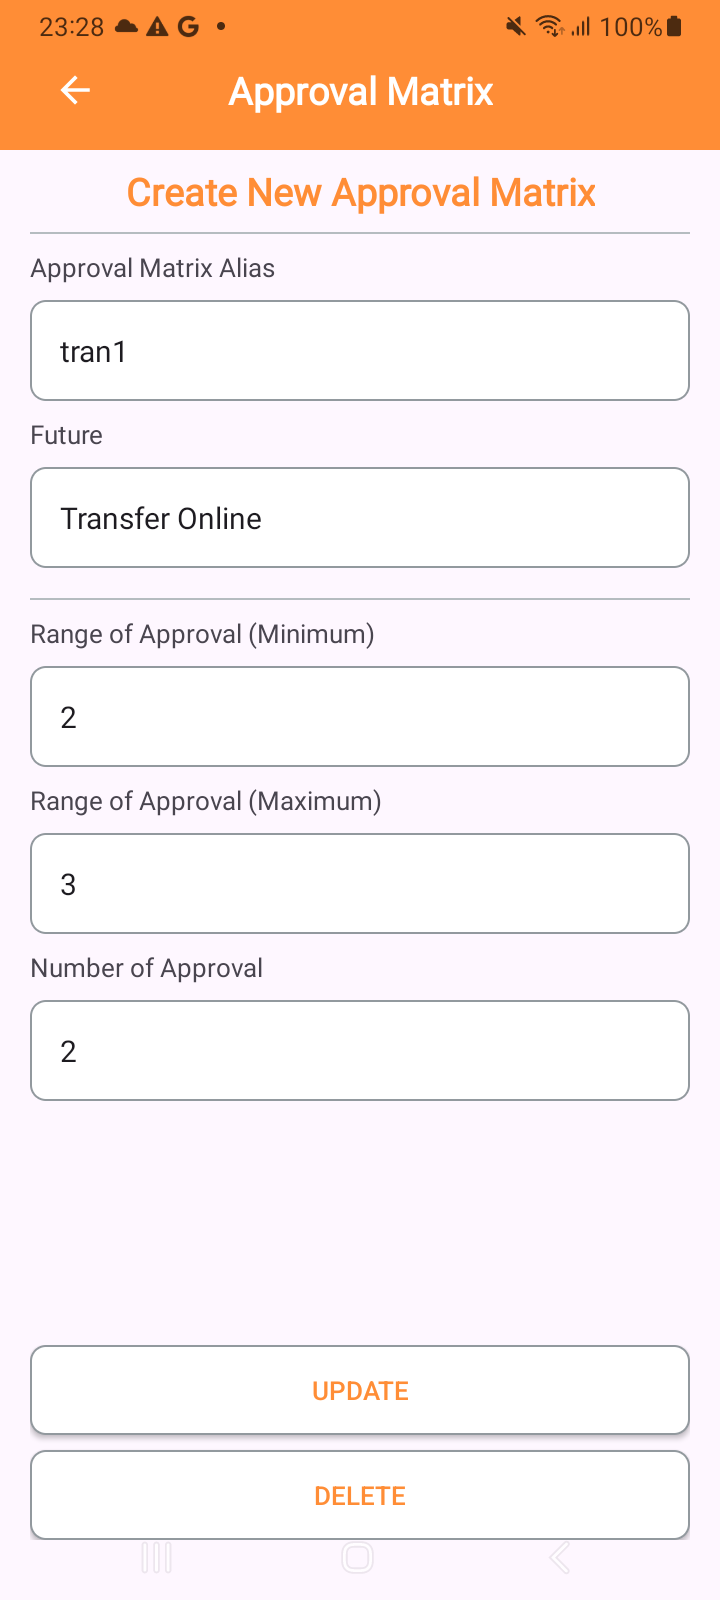 23:28 G 100%
Approval Matrix
Create New Approval Matrix
Approval Matrix Alias
tran1
Future
Transfer Online
Range of Approval (Minimum)
2
Range of Approval (Maximum)
3
Number of Approval
2
UPDATE
DELETE